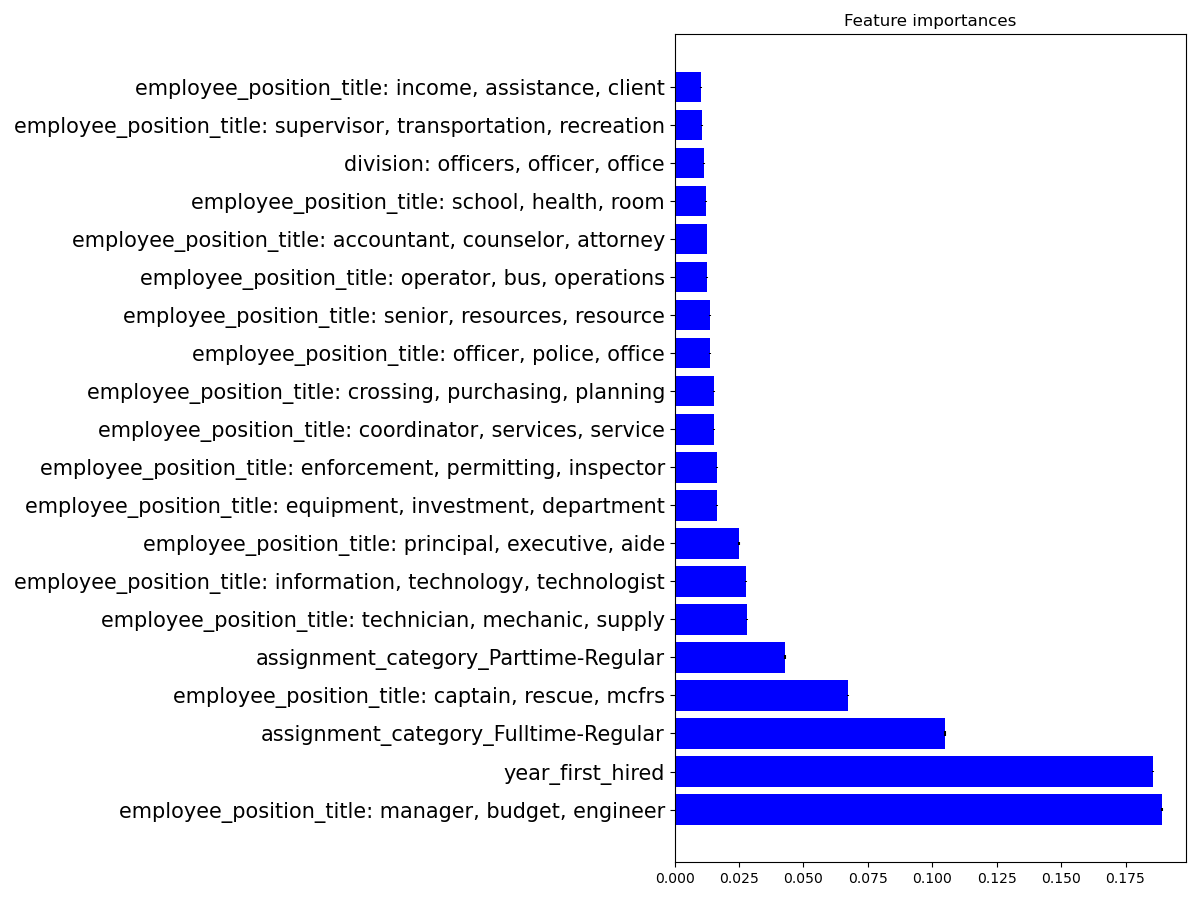 Feature importances
employee_position_title: income, assistance, client
employee_position_title: supervisor, transportation, recreation
division: officers, officer, office
employee_position_title: school, health, room
employee_position_title: accountant, counselor, attorney
employee_position_title: operator, bus, operations
employee_position_title: senior, resources, resource
employee_position_title: officer, police, office
employee_position_title: crossing, purchasing, planning
employee_position_title: coordinator, services, service
employee_position_title: enforcement, permitting, inspector
employee_position_title: equipment, investment, department
employee_position_title: principal, executive, aide
employee_position_title: information, technology, technologist
employee_position_title: technician, mechanic, supply
assignment_category_Parttime-Regular
employee_position_title: captain, rescue, mcfrs
assignment_category_Fulltime-Regular
year_first_hired
employee_position_title: manager, budget, engineer
0.000 0.025 0.050 0.075 0.100 0.125 0.150 0.175